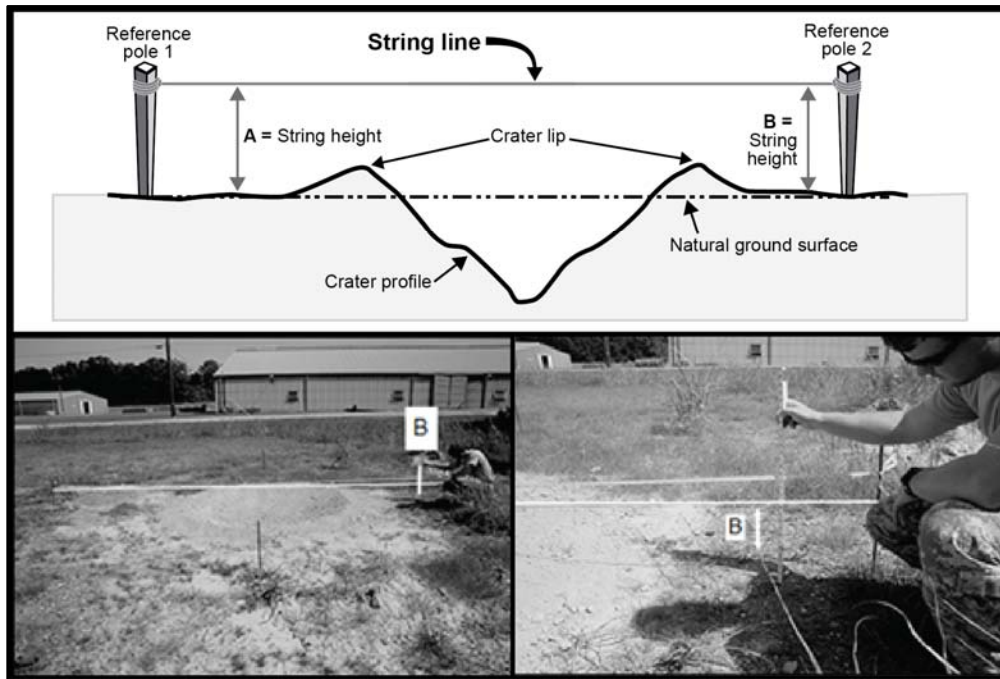 Reference
pole 1
String line
Reference
pole 2
A = String height
Crater lip
B =
String
height
Natural ground surface
Crater profile
B
B